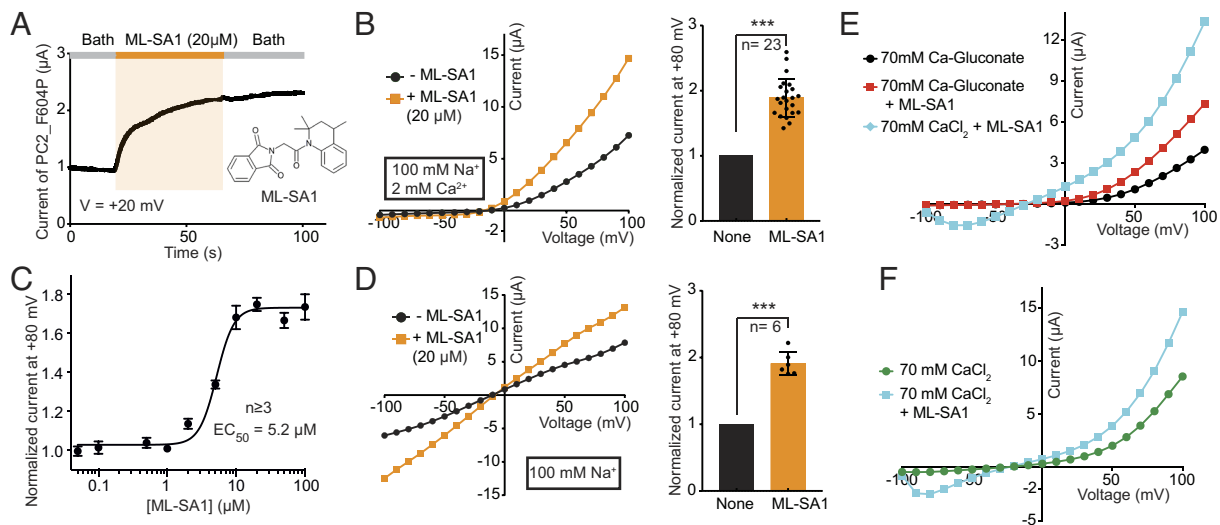 A
Bath
ML-SA1 (20μM)
Bath
Current of PC2_F604P (μA)
3
2
1
0
V = +20 mV
ML-SA1
N
O
O
O
N
0
50
100
Time (s)
B
- ML-SA1
+ ML-SA1
(20 μM)
100 mM Na⁺
2 mM Ca²⁺
Current (μA)
16
12
8
4
-2
-100
-50
50
100
Voltage (mV)
Normalized current at +80 mV
3
2
1
0
***
n= 23
None
ML-SA1
C
Normalized current at +80 mV
1.8
1.6
1.4
1.2
1.0
n≥3
EC₅₀ = 5.2 μM
0.1
1
10
100
[ML-SA1] (μM)
D
- ML-SA1
+ ML-SA1
(20 μM)
Current (μA)
15
10
5
-5
-10
-15
-100
-50
50
100
Voltage (mV)
100 mM Na⁺
Normalized current at +80 mV
3
2
1
0
***
n= 6
None
ML-SA1
E
70mM Ca-Gluconate
70mM Ca-Gluconate
+ ML-SA1
70mM CaCl₂ + ML-SA1
Current (μA)
12
9
6
3
-3
-100
-50
50
100
Voltage (mV)
F
70 mM CaCl₂
70 mM CaCl₂
+ ML-SA1
Current (μA)
15
10
5
-2
-5
-100
-50
50
100
Voltage (mV)